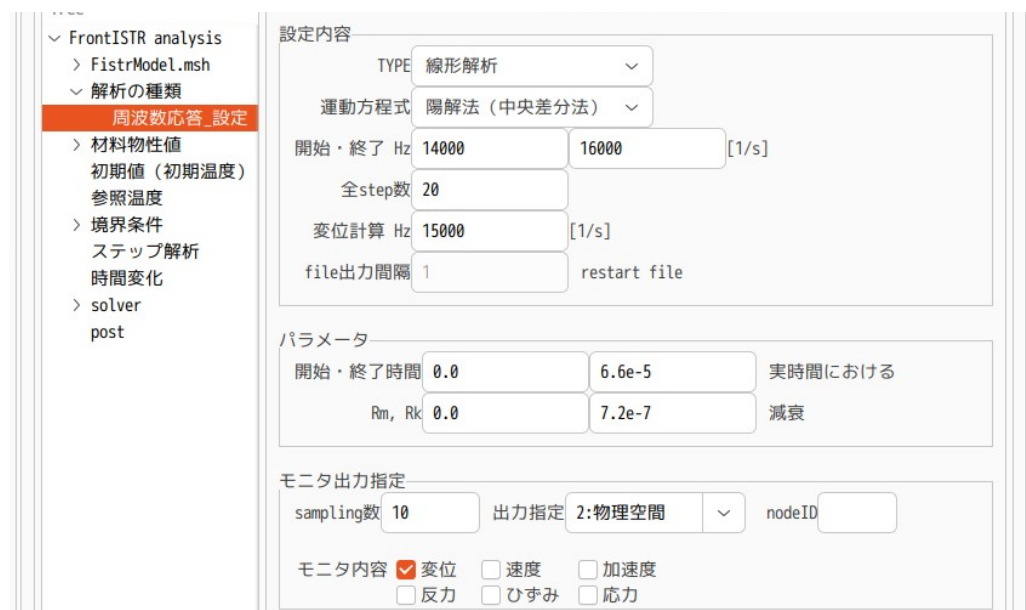 FrontISTR analysis
FistrModel.msh
解析の種類
周波数応答_設定
材料物性値
初期値（初期温度）
参照温度
境界条件
ステップ解析
時間変化
solver
post
設定内容
TYPE 線形解析
運動方程式 陽解法（中央差分法）
開始・終了 Hz 14000 16000 [1/s]
全step数 20
変位計算 Hz 15000 [1/s]
file出力間隔 1 restart file
パラメータ
開始・終了時間 0.0 6.6e-5 実時間における
Rm, Rk 0.0 7.2e-7 減衰
モニタ出力指定
sampling数 10 出力指定 2:物理空間 nodeID
モニタ内容 変位 速度 加速度
反力 ひずみ 応力